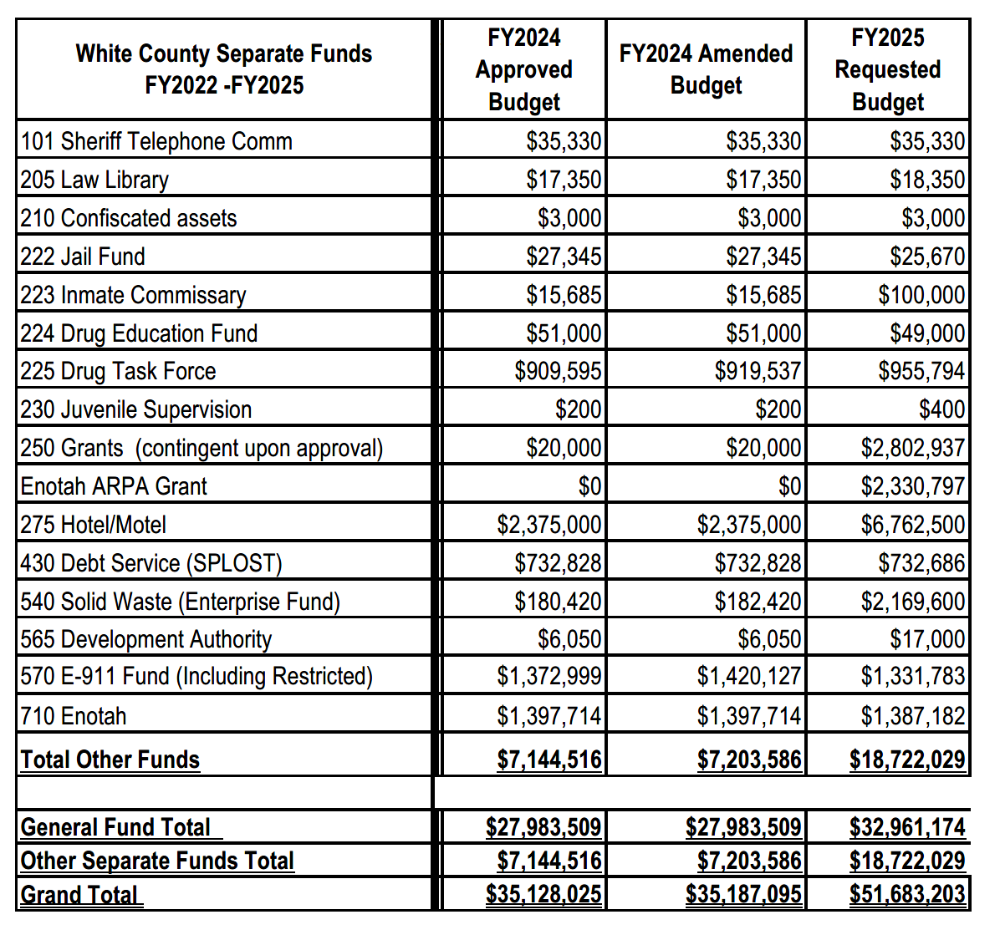 White County Separate Funds FY2022 -FY2025 | FY2024 Approved Budget | FY2024 Amended Budget | FY2025 Requested Budget
101 Sheriff Telephone Comm $35,330 $35,330 $35,330
205 Law Library $17,350 $17,350 $18,350
210 Confiscated assets $3,000 $3,000 $3,000
222 Jail Fund $27,345 $27,345 $25,670
223 Inmate Commissary $15,685 $15,685 $100,000
224 Drug Education Fund $51,000 $51,000 $49,000
225 Drug Task Force $909,595 $919,537 $955,794
230 Juvenile Supervision $200 $200 $400
250 Grants (contingent upon approval) $20,000 $20,000 $2,802,937
Enotah ARPA Grant $0 $0 $2,330,797
275 Hotel/Motel $2,375,000 $2,375,000 $6,762,500
430 Debt Service (SPLOST) $732,828 $732,828 $732,686
540 Solid Waste (Enterprise Fund) $180,420 $182,420 $2,169,600
565 Development Authority $6,050 $6,050 $17,000
570 E-911 Fund (Including Restricted) $1,372,999 $1,420,127 $1,331,783
710 Enotah $1,397,714 $1,397,714 $1,387,182
Total Other Funds $7,144,516 $7,203,586 $18,722,029
General Fund Total $27,983,509 $27,983,509 $32,961,174
Other Separate Funds Total $7,144,516 $7,203,586 $18,722,029
Grand Total $35,128,025 $35,187,095 $51,683,203